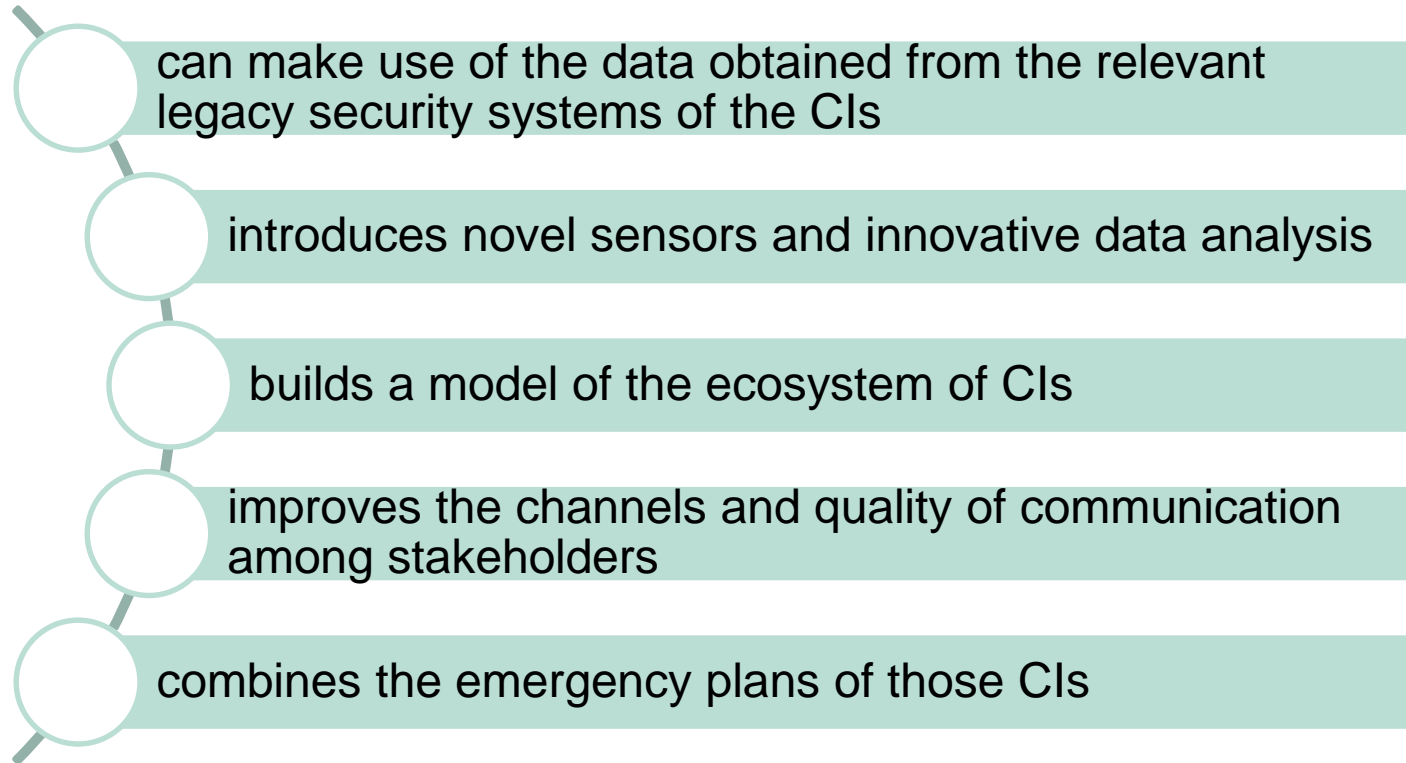 can make use of the data obtained from the relevant
legacy security systems of the CIs
introduces novel sensors and innovative data analysis
builds a model of the ecosystem of CIs
improves the channels and quality of communication
among stakeholders
combines the emergency plans of those CIs